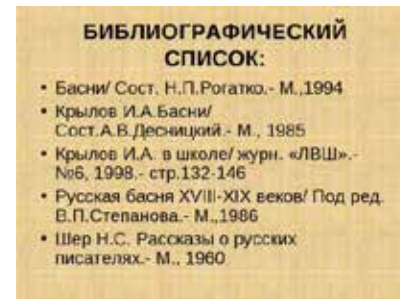 БИБЛИОГРАФИЧЕСКИЙ
СПИСОК:
• Басни/ Сост. Н.П.Рогатко.- М.,1994
• Крылов И.А.Басни/
Сост.А.В.Десницкий.- М., 1985
• Крылов И.А. в школе/ журн. «ЛВШ».-
№6, 1998.- стр.132-146
• Русская басня XVIII-XIX веков/ Под ред.
В.П.Степанова.- М.,1986
• Шер Н.С. Рассказы о русских
писателях.- М., 1960